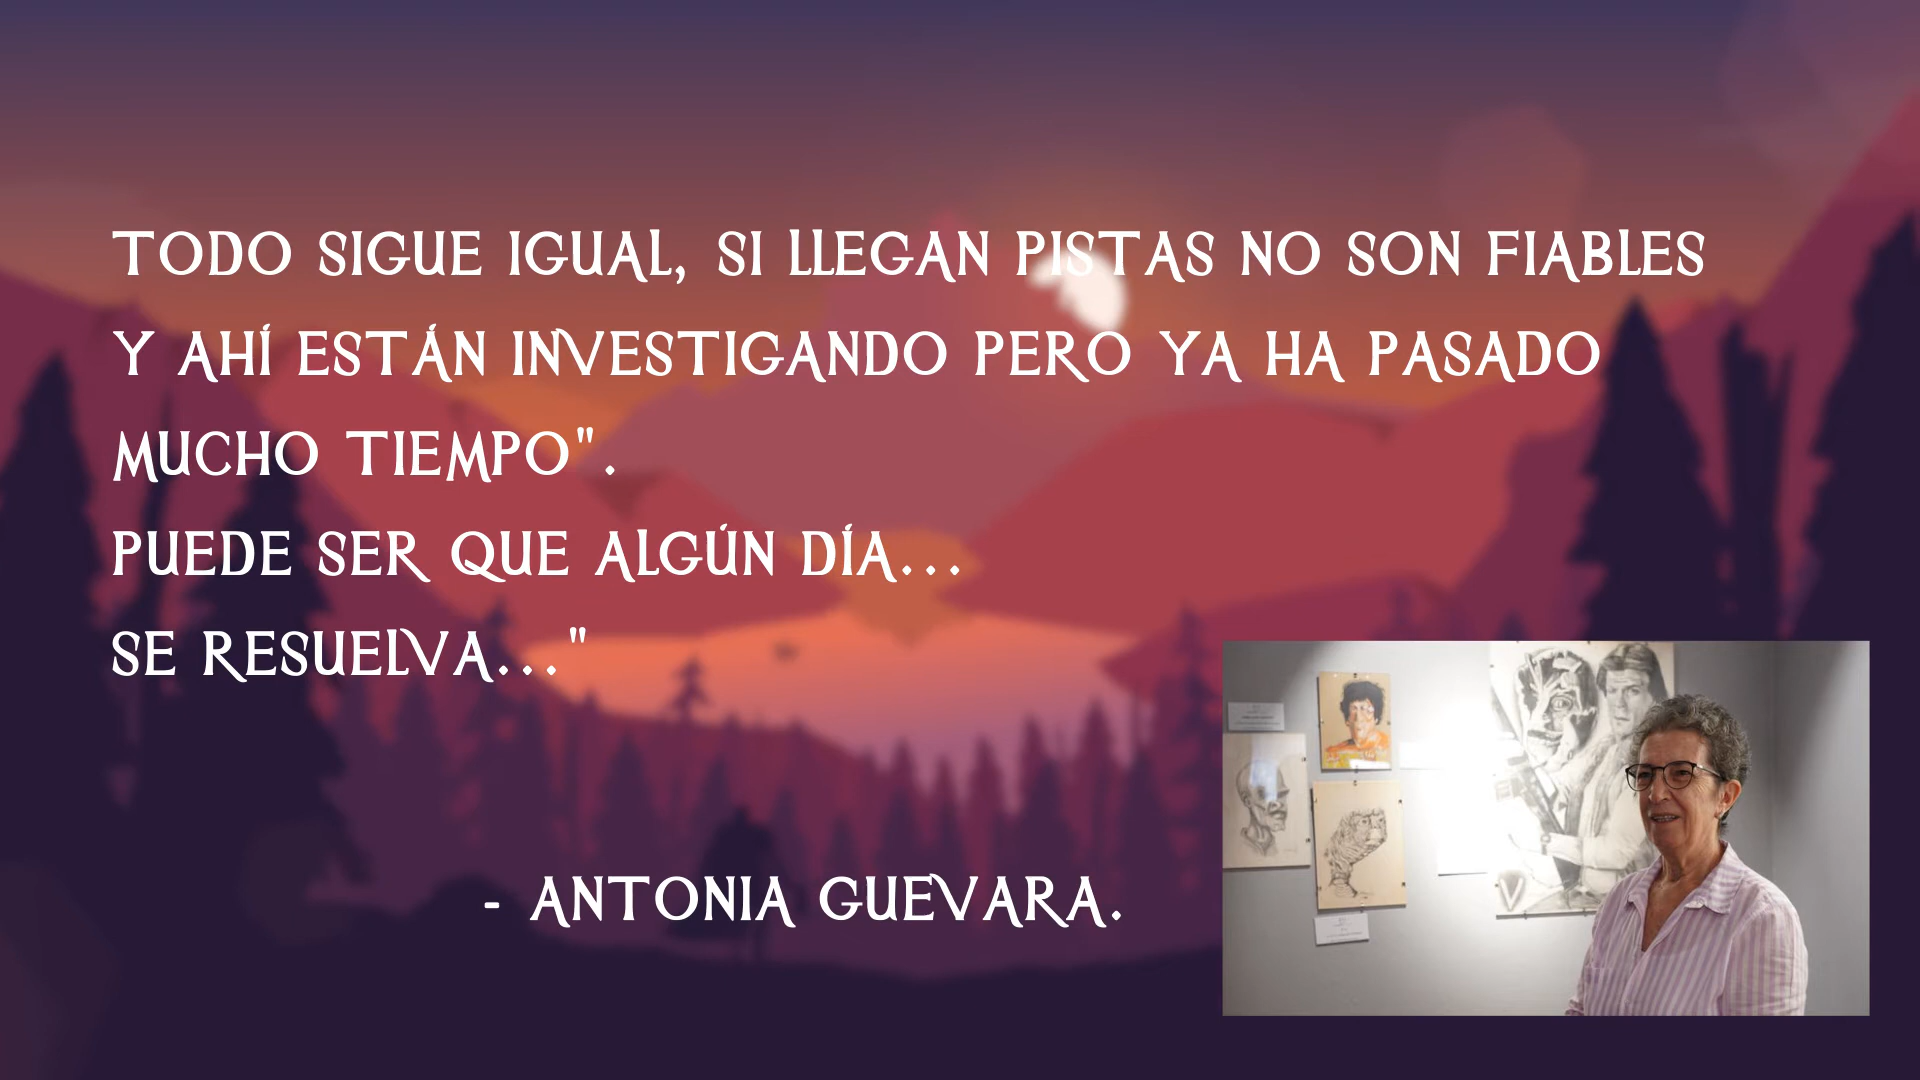 TODO SIGUE IGUAL, SI LLEGAN PISTAS NO SON FIABLES
Y AHÍ ESTÁN INVESTIGANDO PERO YA HA PASADO
MUCHO TIEMPO".
PUEDE SER QUE ALGÚN DÍA...
SE RESUELVA..."
- ANTONIA GUEVARA.